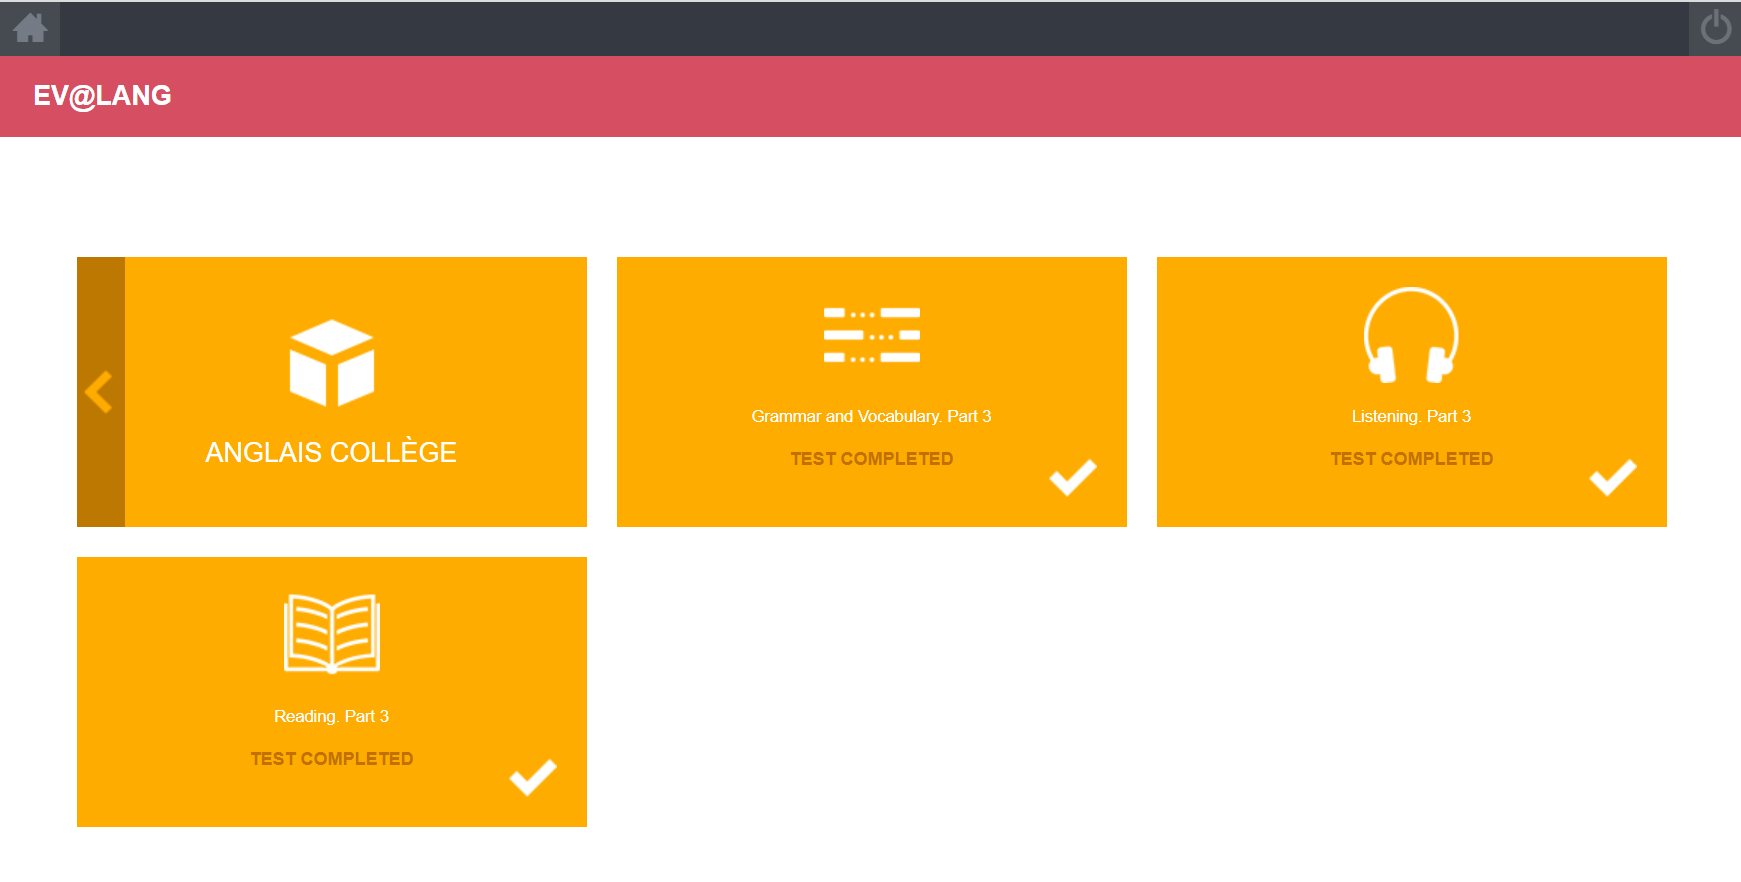 EV@LANG
ANGLAIS COLLÈGE
Grammar and Vocabulary. Part 3
TEST COMPLETED
Listening. Part 3
TEST COMPLETED
Reading. Part 3
TEST COMPLETED